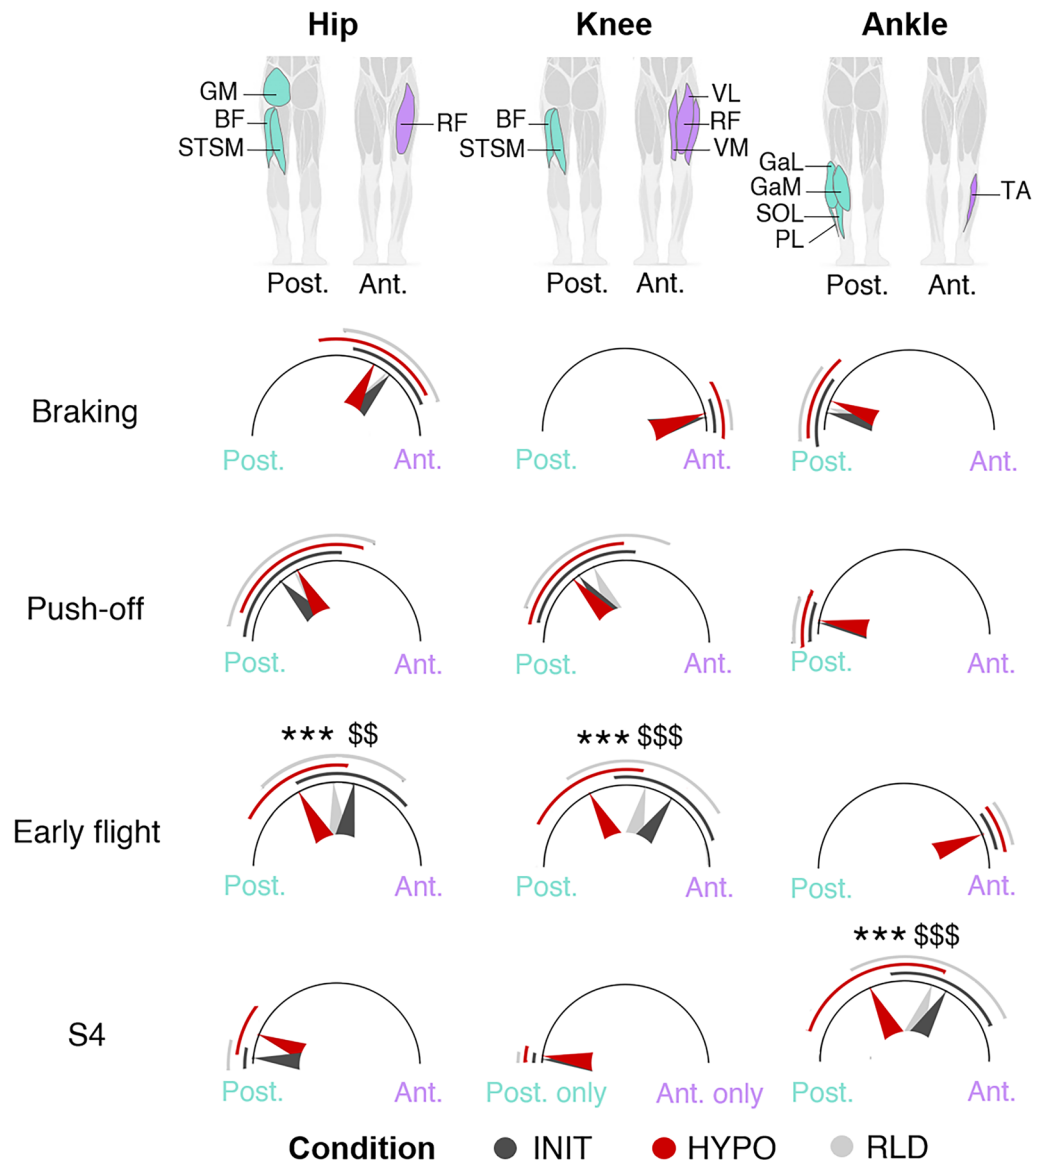 Hip Knee Ankle
GM
BF
STSM
RF
BF
STSM
VL
RF
VM
GaL
GaM
SOL
PL
TA
Post. Ant. Post. Ant. Post. Ant.
Braking
Post. Ant. Post. Ant. Post. Ant.
Push-off
Post. Ant. Post. Ant. Post. Ant.
*** $$ *** $$$
Early flight
Post. Ant. Post. Ant. Post. Ant.
*** $$$
S4
Post. Ant. Post. only Ant. only Post. Ant.
Condition INIT HYPO RLD